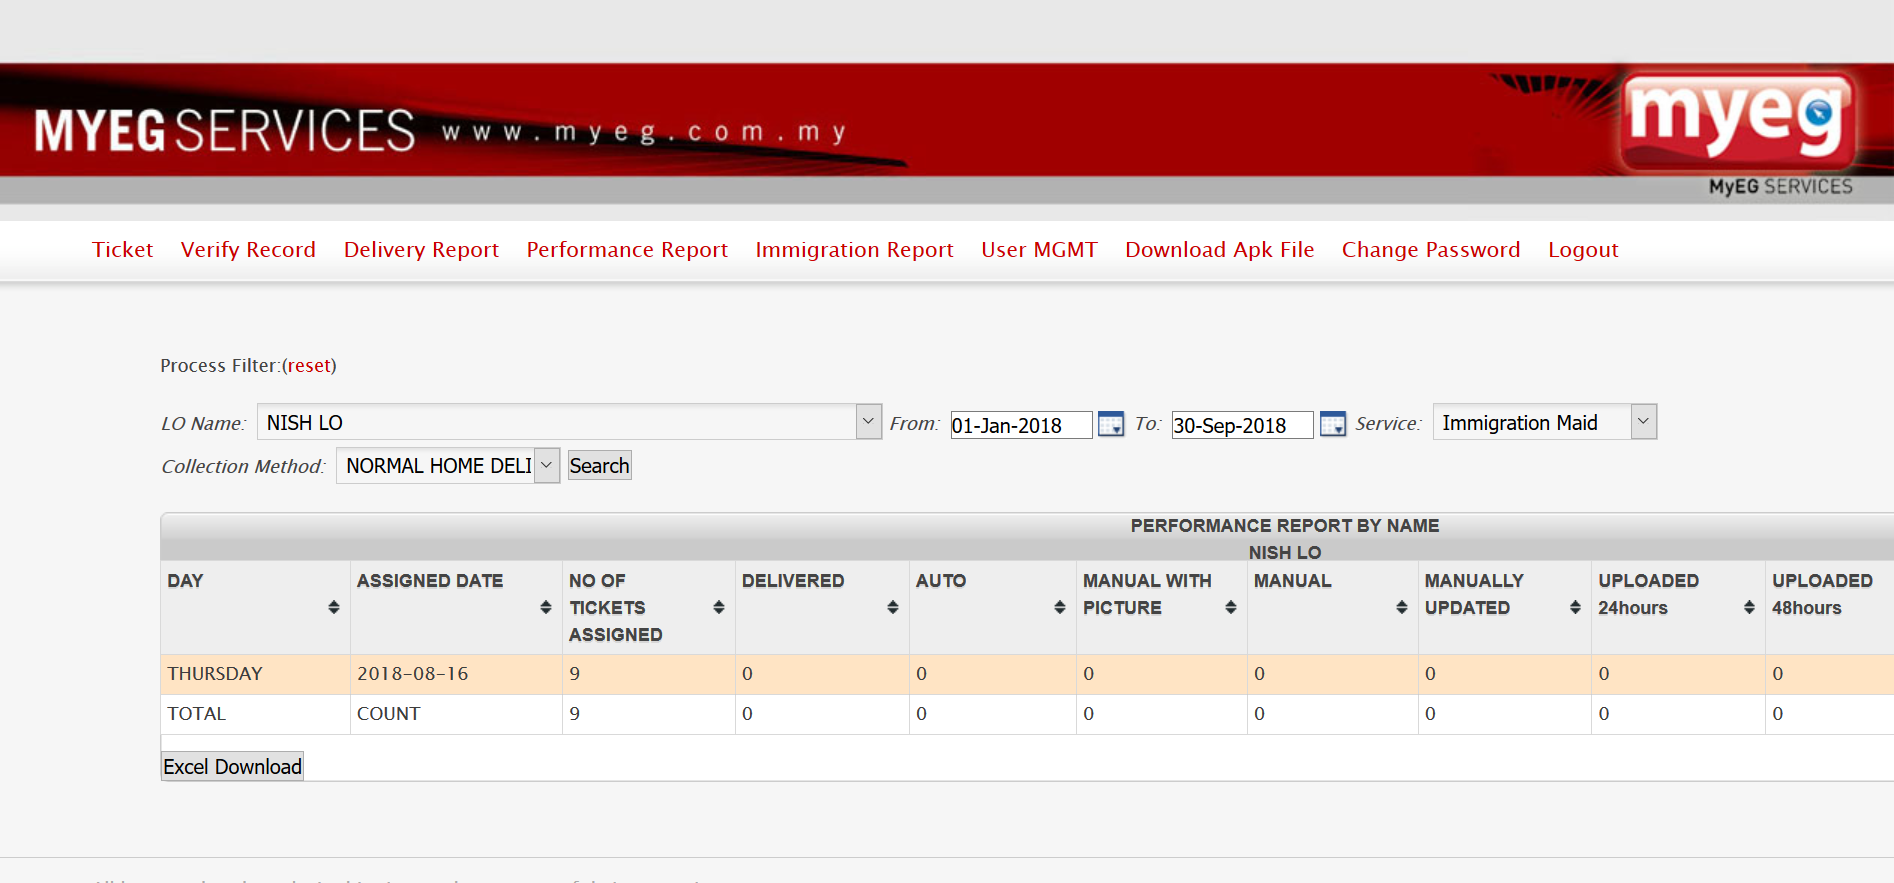 MYEG SERVICES www.myeg.com.my
myeg
MyEG SERVICES
Ticket Verify Record Delivery Report Performance Report Immigration Report User MGMT Download Apk File Change Password Logout
Process Filter:(reset)
LO Name: NISH LO From: 01-Jan-2018 To: 30-Sep-2018 Service: Immigration Maid
Collection Method: NORMAL HOME DELI Search
PERFORMANCE REPORT BY NAME
NISH LO
DAY ASSIGNED DATE NO OF TICKETS ASSIGNED DELIVERED AUTO MANUAL WITH PICTURE MANUAL MANUALLY UPDATED UPLOADED 24hours UPLOADED 48hours
THURSDAY 2018-08-16 9 0 0 0 0 0 0 0
TOTAL COUNT 9 0 0 0 0 0 0 0
Excel Download